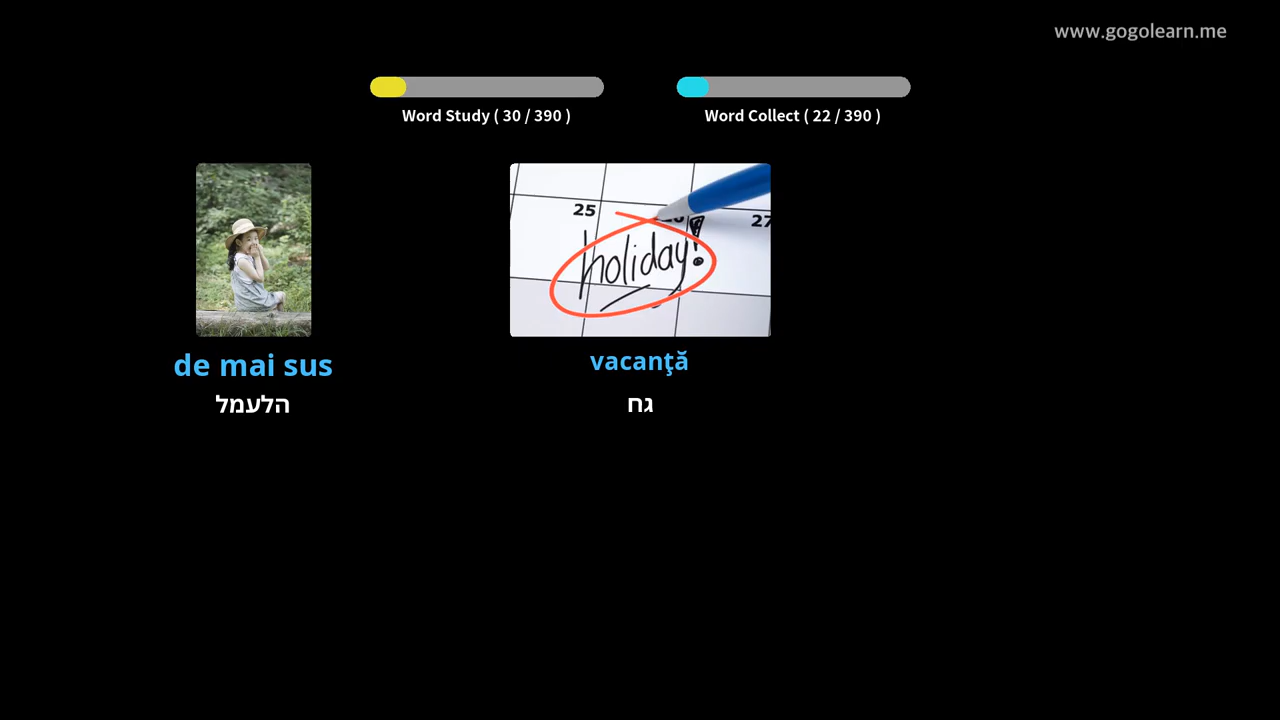 www.gogolearn.me
Word Study ( 30 / 390 )
Word Collect ( 22 / 390 )
25
27
holiday!
de mai sus
vacanţă
הלעמל
גח